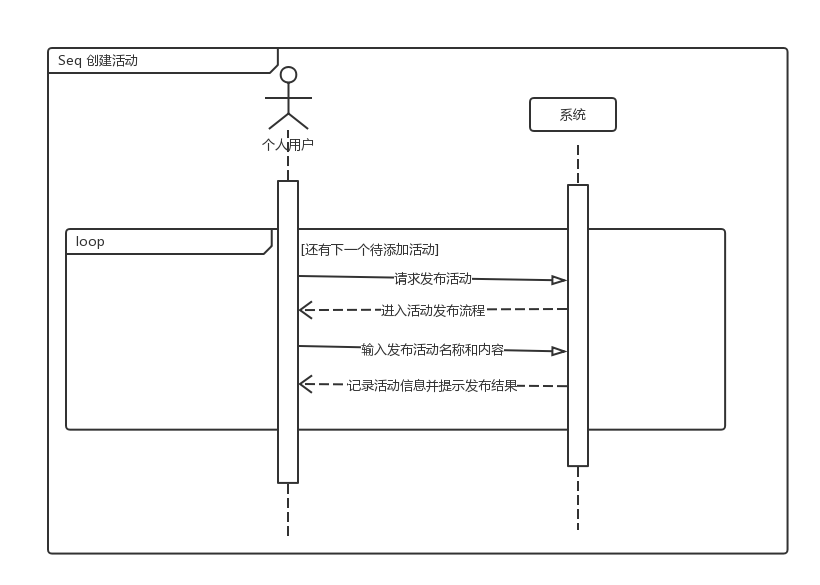 Seq 创建活动
系统
个人用户
loop
[还有下一个待添加活动]
请求发布活动
进入活动发布流程
输入发布活动名称和内容
记录活动信息并提示发布结果